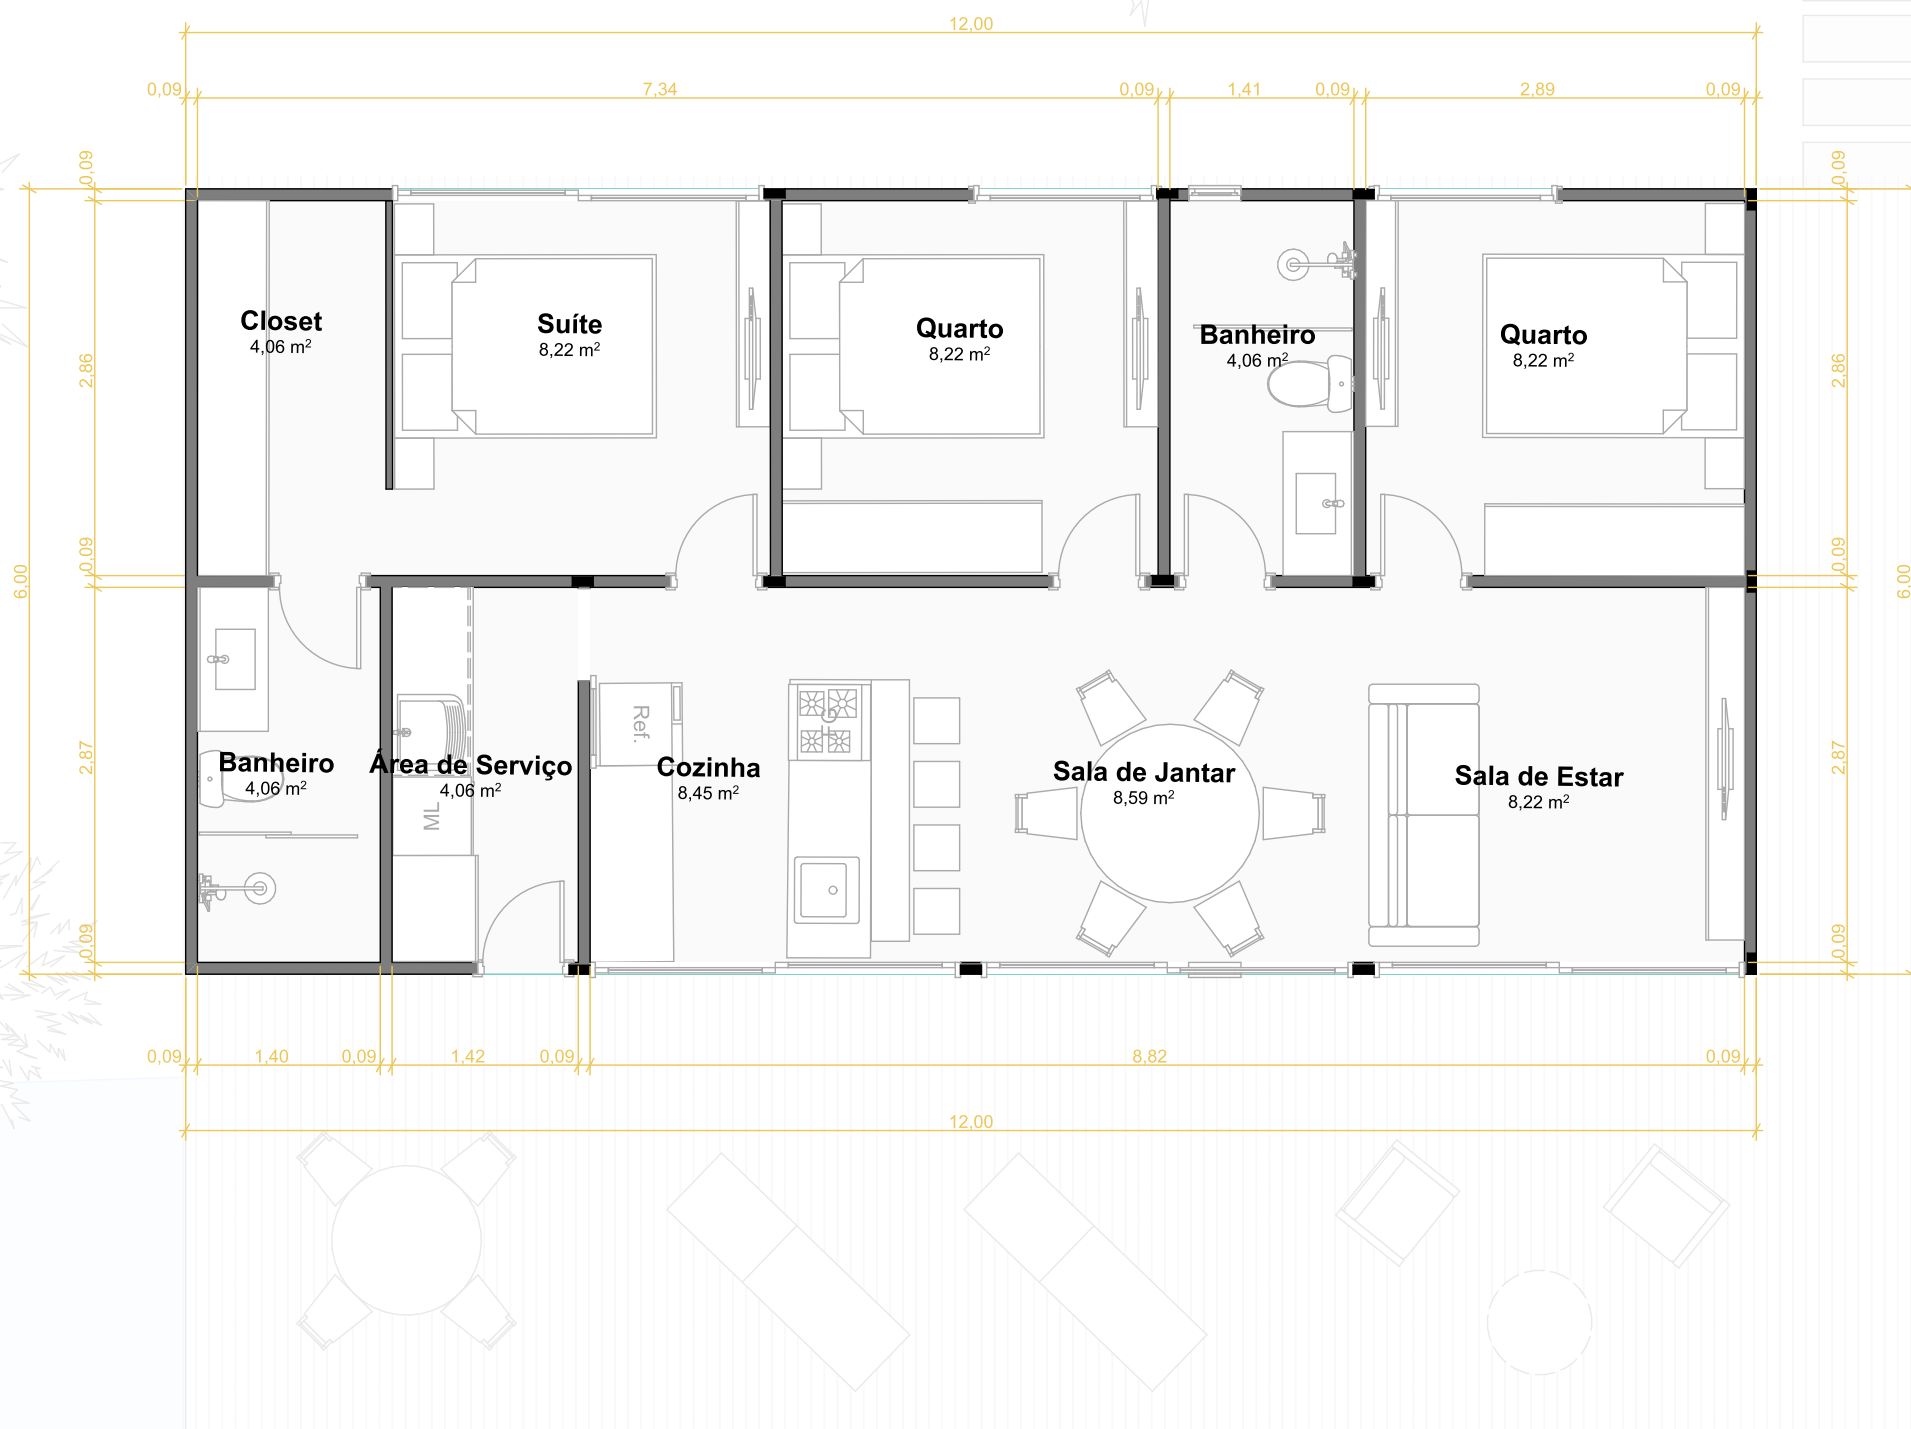 12,00
0,09 7,34 0,09 1,41 0,09 2,89 0,09
0,09
0,09
Closet
4,06 m²
Suíte
8,22 m²
Quarto
8,22 m²
Banheiro
4,06 m²
Quarto
8,22 m²
2,86
2,86
0,09
0,09
6,00
6,00
Ref.
Banheiro
4,06 m²
Área de Serviço
4,06 m²
ML
Cozinha
8,45 m²
Sala de Jantar
8,59 m²
Sala de Estar
8,22 m²
2,87
2,87
0,09
0,09
0,09 1,40 0,09 1,42 0,09 8,82 0,09
12,00